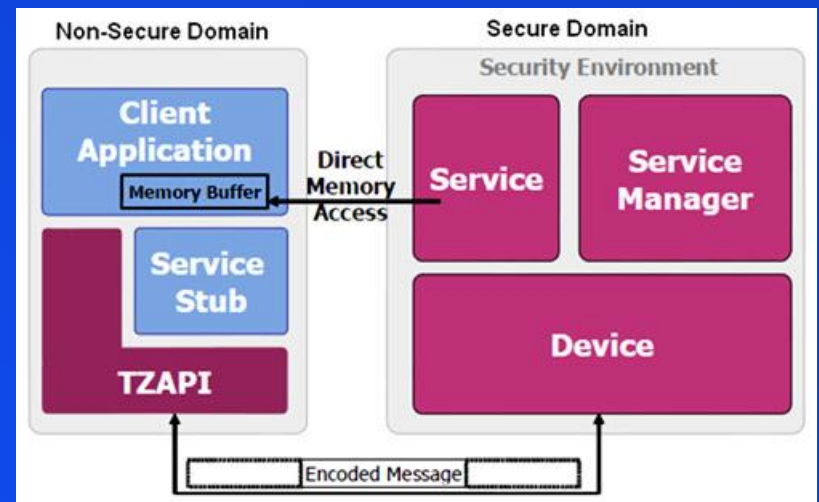 Non-Secure Domain
Client
Application
Memory Buffer
Service
Stub
TZAPI
Direct
Memory
Access
Secure Domain
Security Environment
Service
Service
Manager
Device
Encoded Message